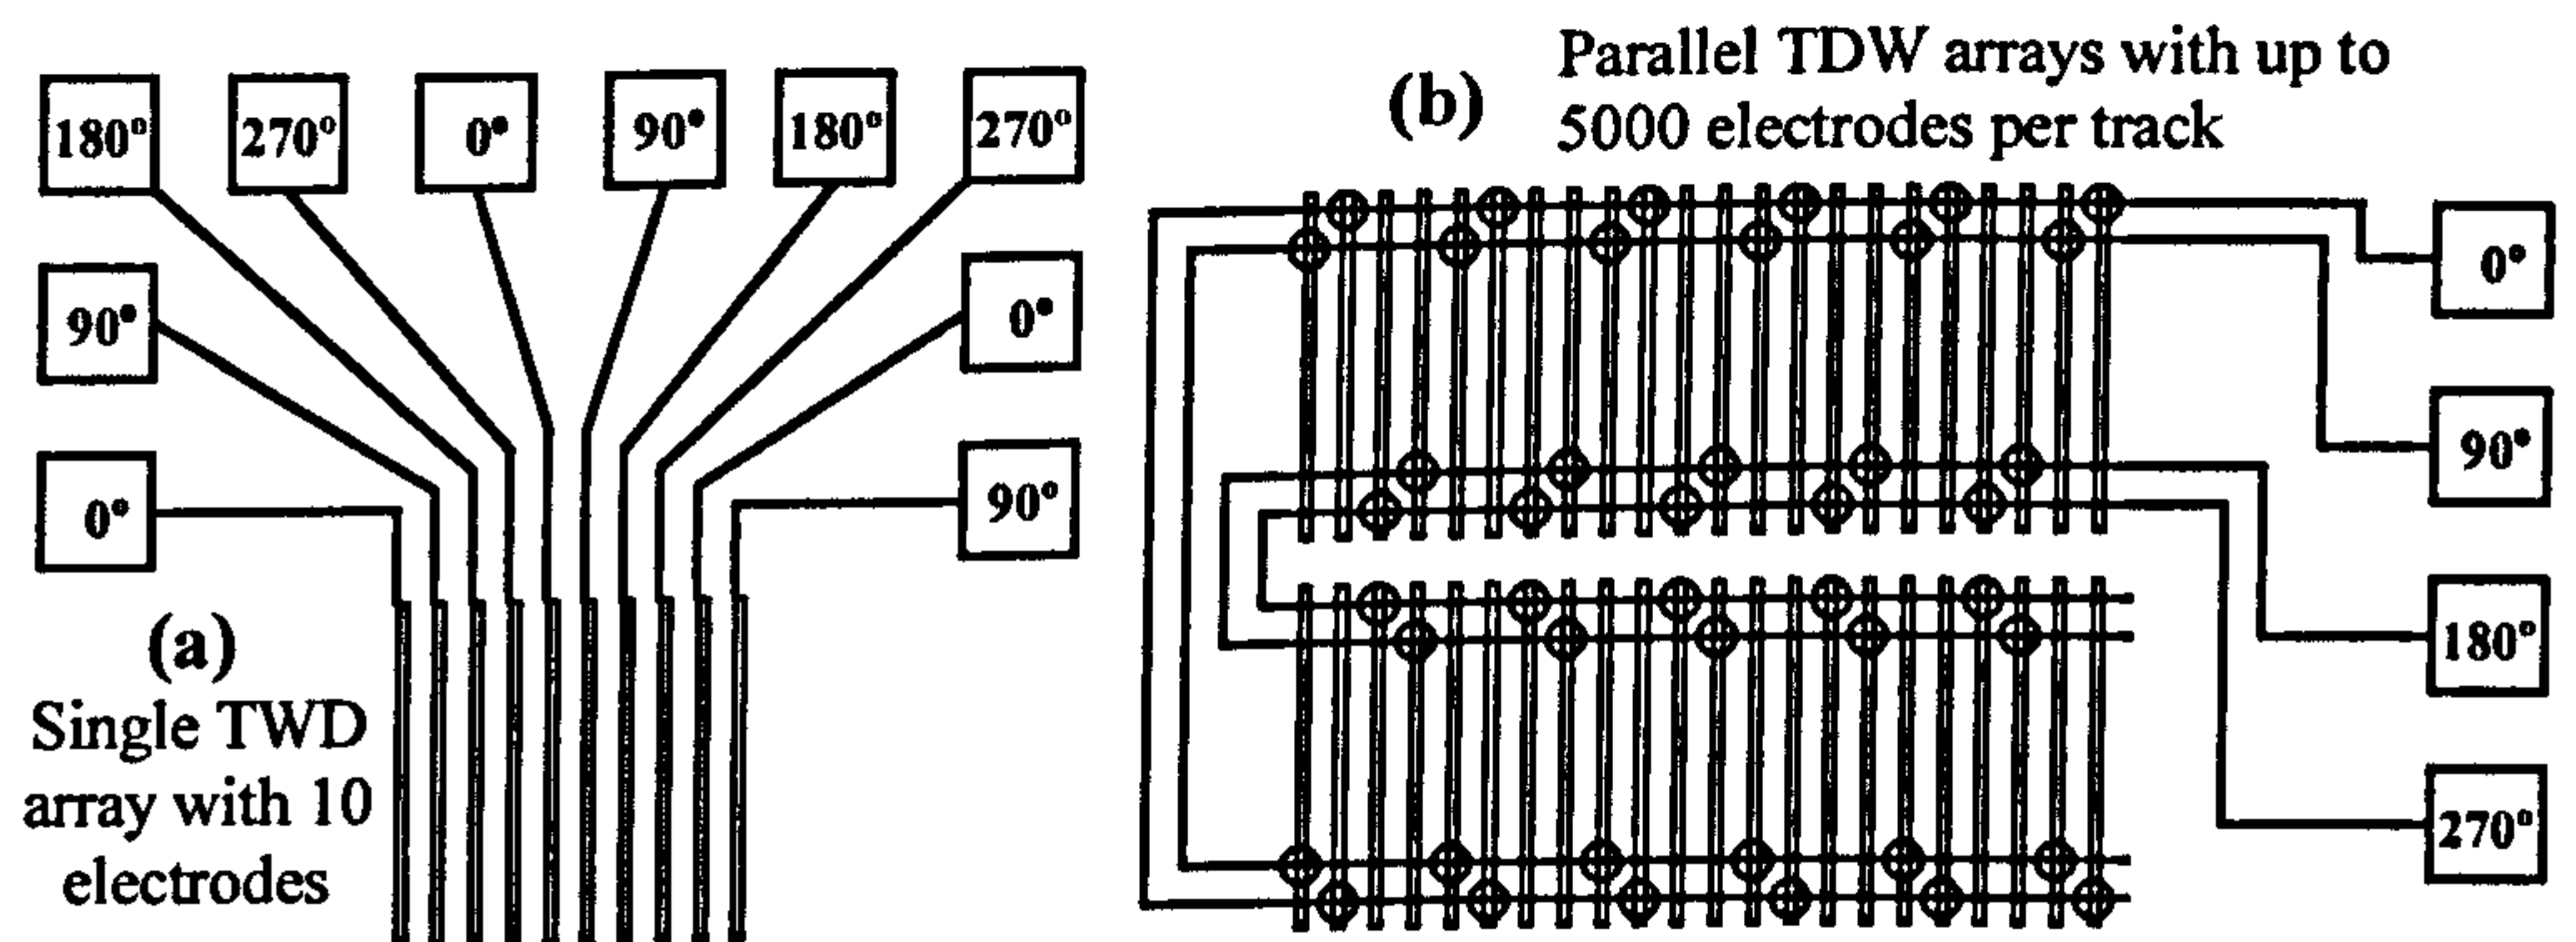 180° 270° 0° 90° 180° 270°
90° 0°
0° 90°
(a)
Single TWD
array with 10
electrodes
(b)
Parallel TDW arrays with up to
5000 electrodes per track
0°
90°
180°
270°